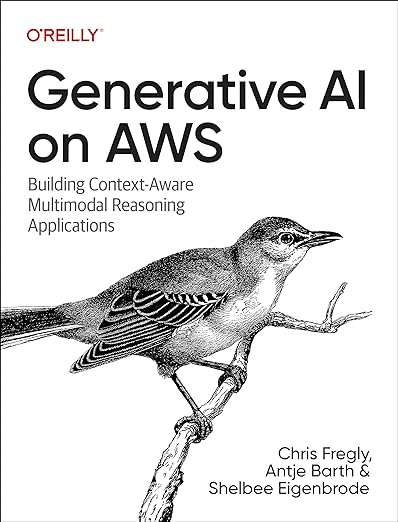 O'REILLY®
Generative AI
on AWS
Building Context-Aware
Multimodal Reasoning
Applications
Chris Fregly,
Antje Barth &
Shelbee Eigenbrode